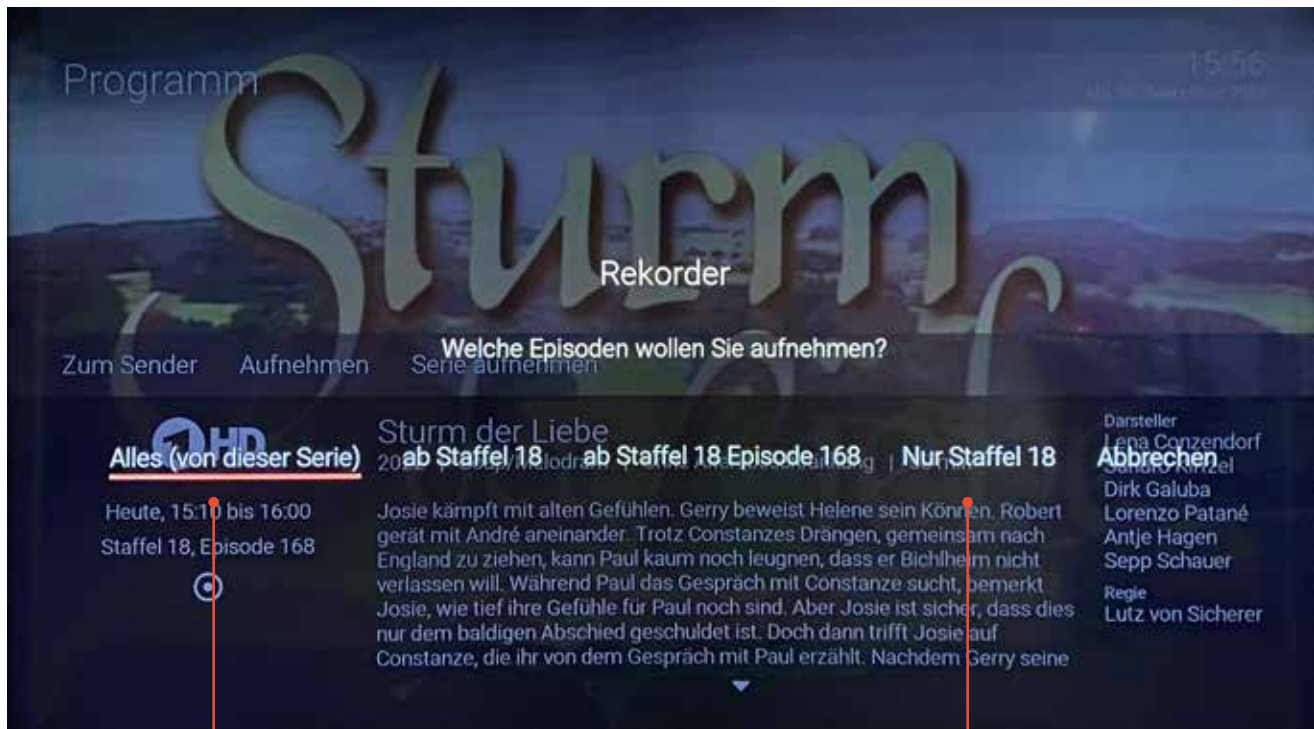 Programm
15:56
Sturm
Rekorder
Welche Episoden wollen Sie aufnehmen?
Zum Sender Aufnehmen Serie aufnehmen
HD
Sturm der Liebe
Alles (von dieser Serie) ab Staffel 18 ab Staffel 18 Episode 168 Nur Staffel 18 Abbrechen
Heute, 15:10 bis 16:00
Staffel 18, Episode 168
Josie kämpft mit alten Gefühlen. Gerry beweist Helene sein Können. Robert
gerät mit André aneinander. Trotz Constanzes Drängen, gemeinsam nach
England zu ziehen, kann Paul kaum noch leugnen, dass er Bichlheim nicht
verlassen will. Während Paul das Gespräch mit Constanze sucht, bemerkt
Josie, wie tief ihre Gefühle für Paul noch sind. Aber Josie ist sicher, dass dies
nur dem baldigen Abschied geschuldet ist. Doch dann trifft Josie auf
Constanze, die ihr von dem Gespräch mit Paul erzählt. Nachdem Gerry seine
Darsteller
Lena Conzendorf
Dirk Galuba
Lorenzo Patané
Antje Hagen
Sepp Schauer
Regie
Lutz von Sicherer